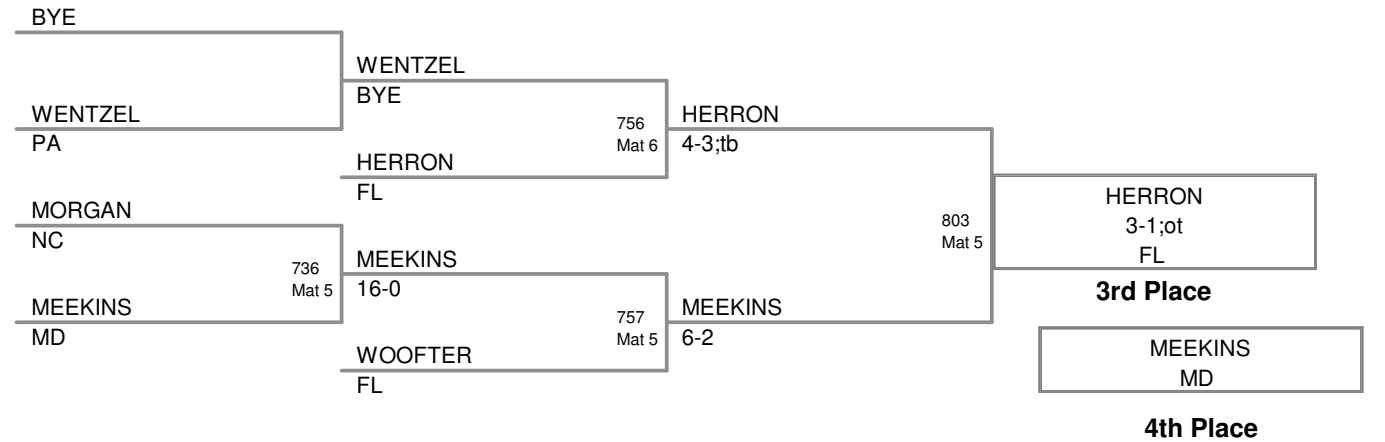 BYE
WENTZEL
PA
MORGAN
NC
MEEKINS
MD
736
Mat 5
WENTZEL
BYE
HERRON
FL
MEEKINS
16-0
WOOFTER
FL
756
Mat 6
757
Mat 5
HERRON
4-3;tb
MEEKINS
6-2
803
Mat 5
HERRON
3-1;ot
FL
3rd Place
MEEKINS
MD
4th Place